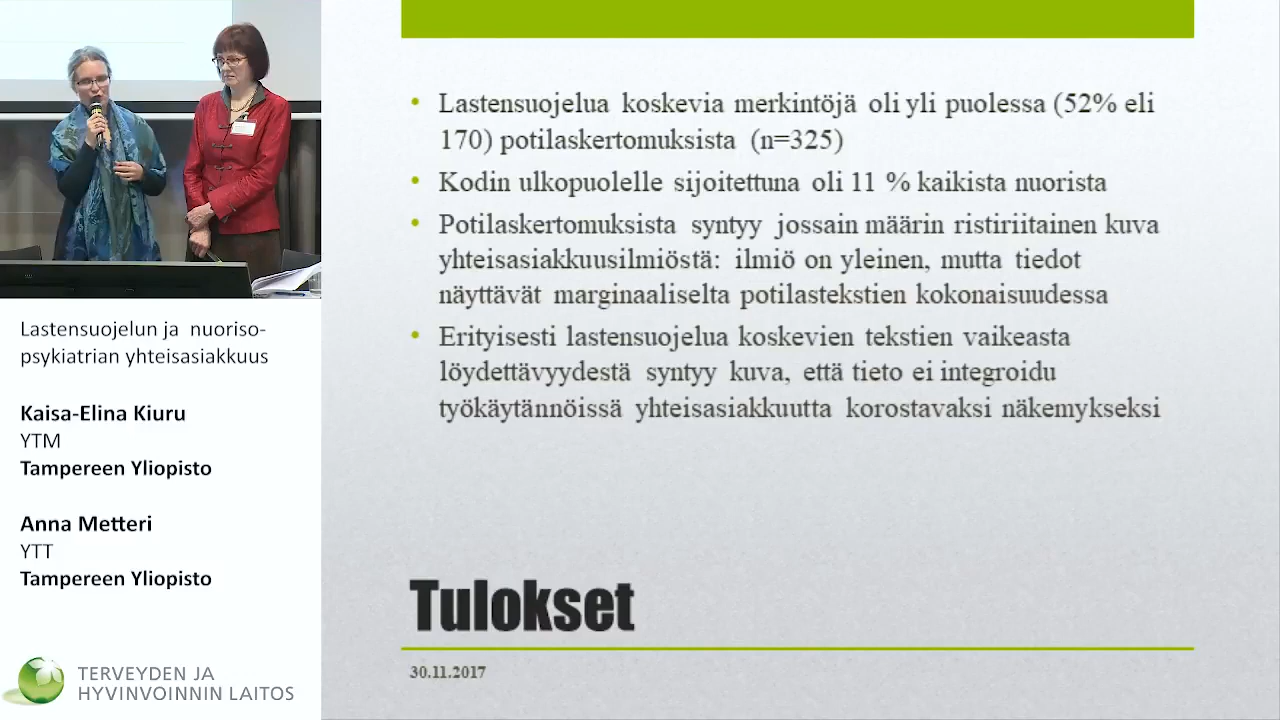 Lastensuojelun ja nuoriso-
psykiatrian yhteisasiakkuus
Kaisa-Elina Kiuru
YTM
Tampereen Yliopisto
Anna Metteri
YTT
Tampereen Yliopisto
TERVEYDEN JA
HYVINVOINNIN LAITOS
• Lastensuojelua koskevia merkintöjä oli yli puolessa (52% eli
170) potilaskertomuksista (n=325)
• Kodin ulkopuolelle sijoitettuna oli 11 % kaikista nuorista
• Potilaskertomuksista syntyy jossain määrin ristiriitainen kuva
yhteisasiakkuusilmiöstä: ilmiö on yleinen, mutta tiedot
näyttävät marginaaliselta potilastekstien kokonaisuudessa
• Erityisesti lastensuojelua koskevien tekstien vaikeasta
löydettävyydestä syntyy kuva, että tieto ei integroidu
työkäytännöissä yhteisasiakkuutta korostavaksi näkemykseksi
Tulokset
30.11.2017